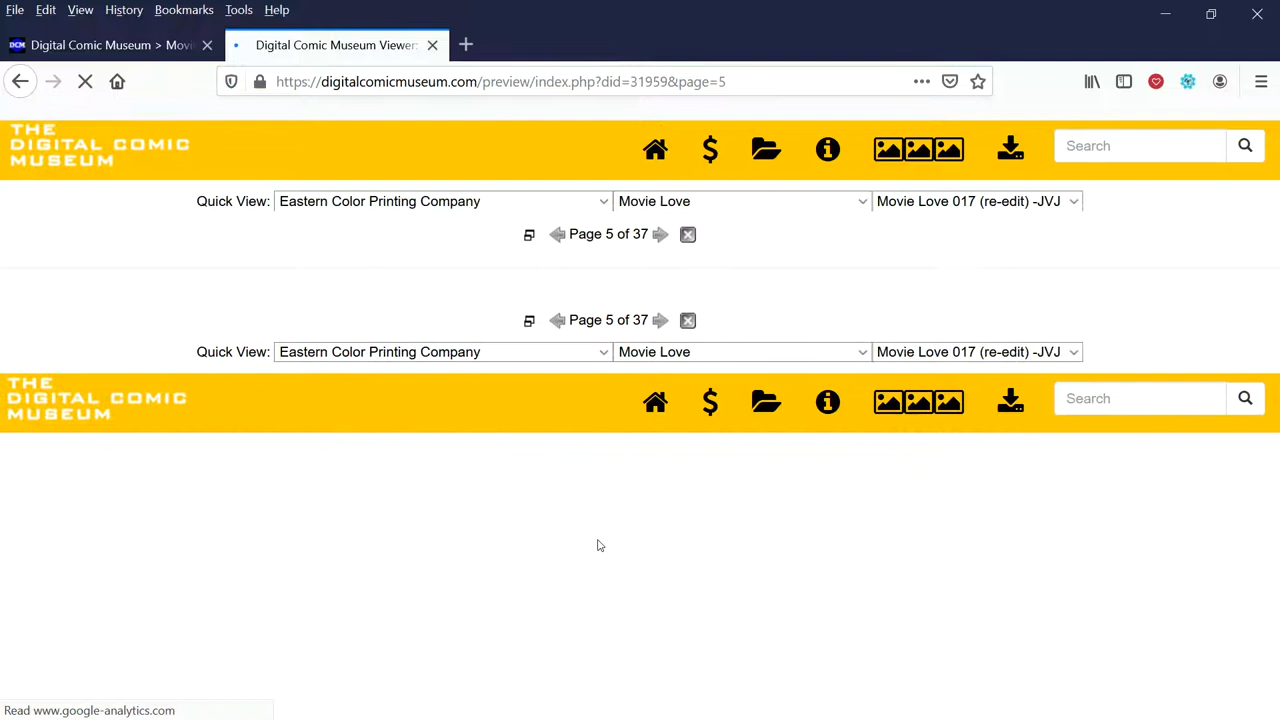 File Edit View History Bookmarks Tools Help
DCM Digital Comic Museum > Movi
Digital Comic Museum Viewer:
https://digitalcomicmuseum.com/preview/index.php?did=31959&page=5
THE
DIGITAL COMIC
MUSEUM
Search
Quick View: Eastern Color Printing Company Movie Love Movie Love 017 (re-edit) -JVJ
Page 5 of 37
Page 5 of 37
Quick View: Eastern Color Printing Company Movie Love Movie Love 017 (re-edit) -JVJ
THE
DIGITAL COMIC
MUSEUM
Search
Read www.google-analytics.com